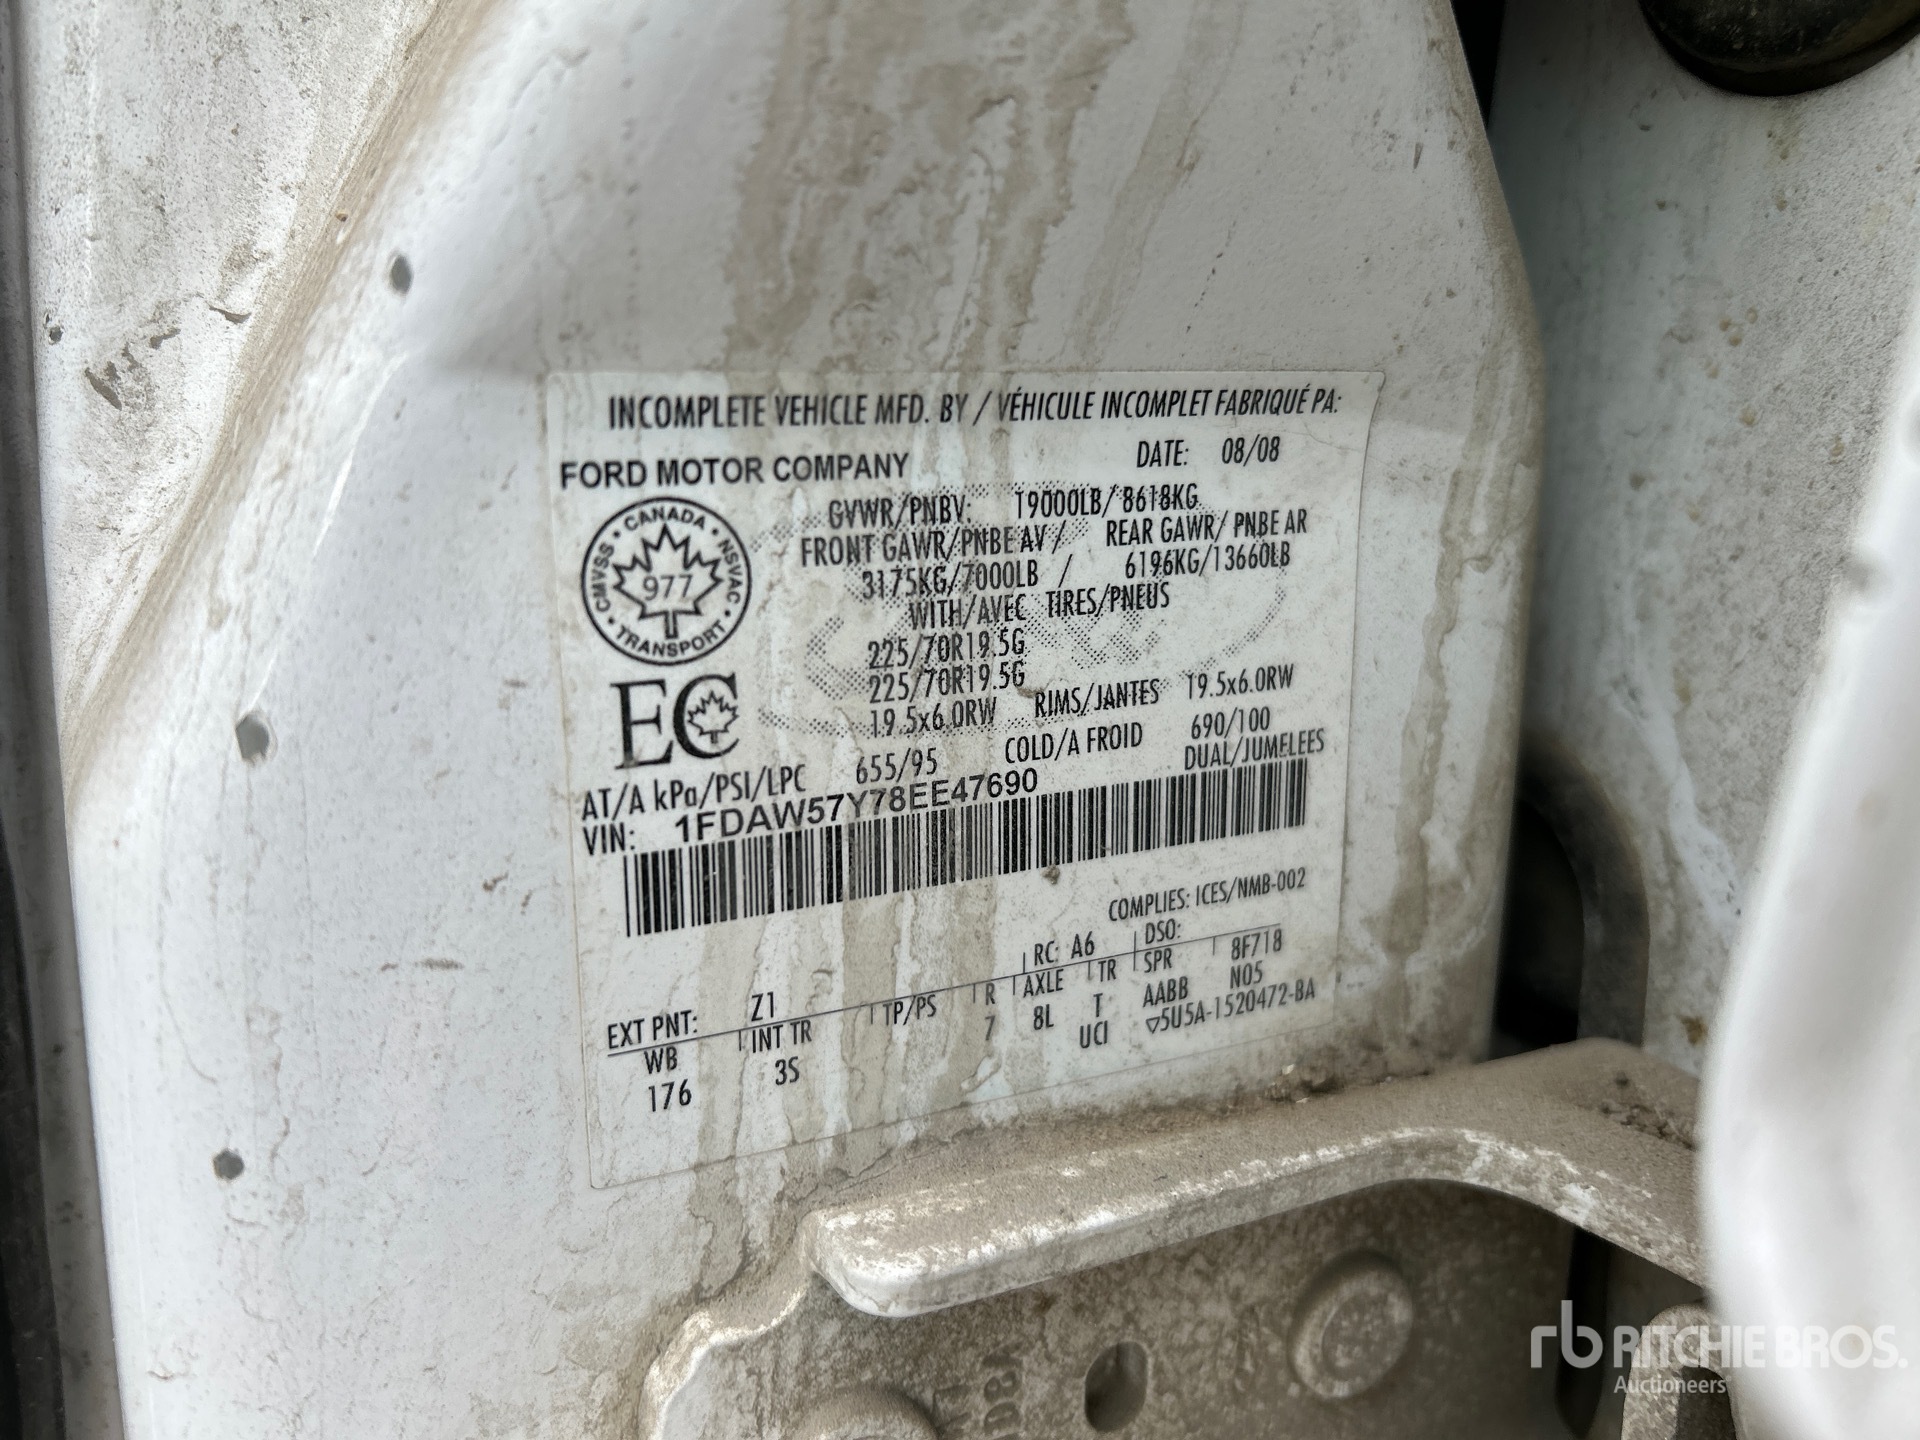 INCOMPLETE VEHICLE MFD. BY / VÉHICULE INCOMPLET FABRIQUÉ PA:
FORD MOTOR COMPANY DATE: 08/08
GVWR/PNBV: 19000LB/ 8618KG
FRONT GAWR/PNBE AV / REAR GAWR/ PNBE AR
3175KG/7000LB / 6196KG/13660LB
WITH/AVEC TIRES/PNEUS
225/70R19.5G
225/70R19.5G
19.5x6.0RW RIMS/JANTES 19.5x6.0RW
AT/A kPa/PSI/LPC 655/95 COLD/A FROID 690/100
DUAL/JUMELEES
VIN: 1FDAW57Y78EE47690
CANADA
CMVSS NSVAC
977
TRANSPORT
EC
COMPLIES: ICES/NMB-002
EXT PNT: Z1 RC: A6 DSO:
WB INT TR TP/PS R AXLE TR SPR 8F718
176 3S 7 8L T AABB N05
UCI ▽5U5A-1520472-BA
rb RITCHIE BROS.
Auctioneers